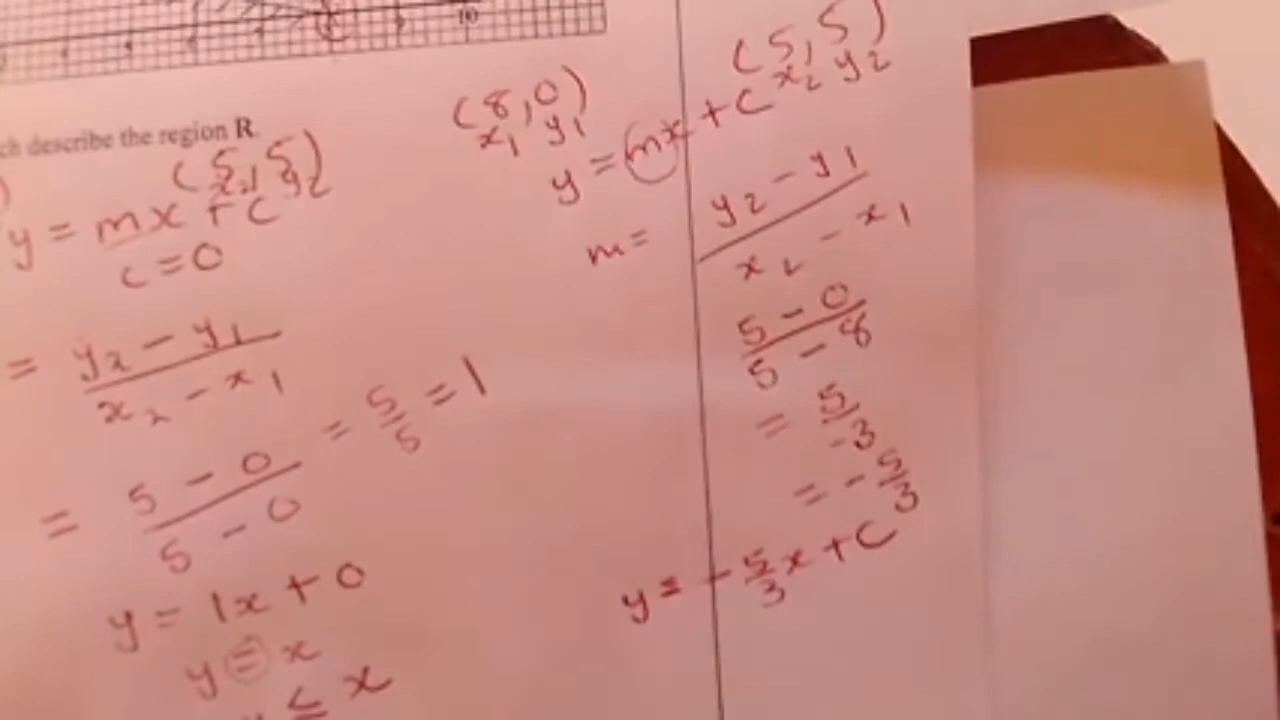 10
ch describe the region R.
(5, 5)
x2, y2
y = mx + c
c = 0
= y2 - y1 / x2 - x1
= 5 - 0 / 5 - 0 = 5/5 = 1
y = 1x + 0
y = x
≤ x
(8, 0)
x1 y1
(5, 5)
x2 y2
y = mx + c
m = y2 - y1 / x2 - x1
5 - 0 / 5 - 8
= 5/-3
= - 5/3
y = - 5/3 x + c